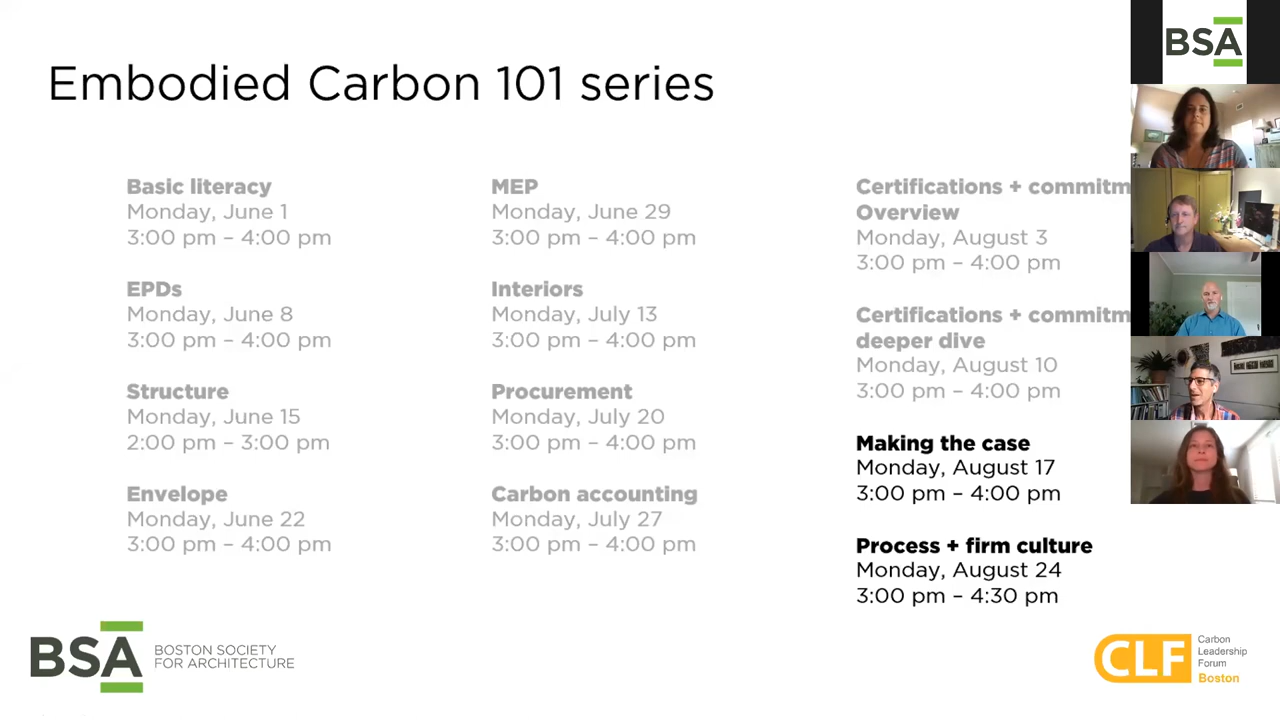 Embodied Carbon 101 series
Basic literacy
Monday, June 1
3:00 pm – 4:00 pm
EPDs
Monday, June 8
3:00 pm – 4:00 pm
Structure
Monday, June 15
2:00 pm – 3:00 pm
Envelope
Monday, June 22
3:00 pm – 4:00 pm
MEP
Monday, June 29
3:00 pm – 4:00 pm
Interiors
Monday, July 13
3:00 pm – 4:00 pm
Procurement
Monday, July 20
3:00 pm – 4:00 pm
Carbon accounting
Monday, July 27
3:00 pm – 4:00 pm
Certifications + commitm
Overview
Monday, August 3
3:00 pm – 4:00 pm
Certifications + commitm
deeper dive
Monday, August 10
3:00 pm – 4:00 pm
Making the case
Monday, August 17
3:00 pm – 4:00 pm
Process + firm culture
Monday, August 24
3:00 pm – 4:30 pm
BSA
BSA
BOSTON SOCIETY
FOR ARCHITECTURE
CLF
Carbon
Leadership
Forum
Boston